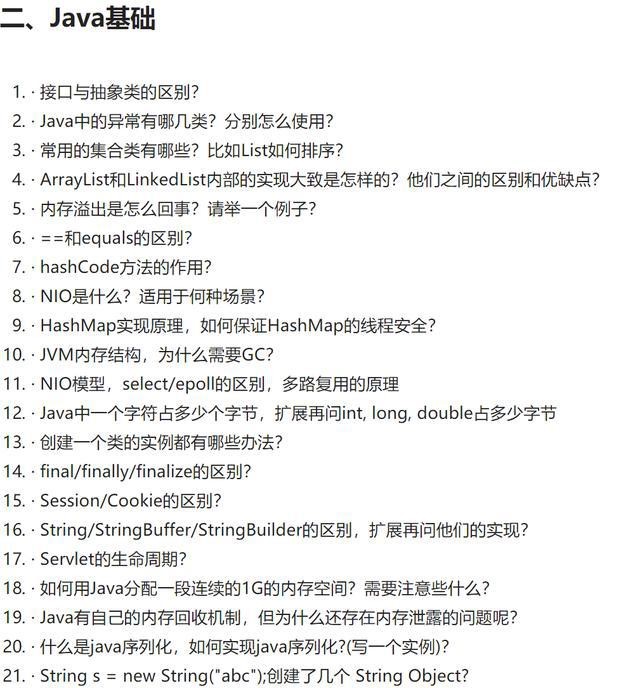 二、Java基础
1. · 接口与抽象类的区别？
2. · Java中的异常有哪几类？分别怎么使用？
3. · 常用的集合类有哪些？比如List如何排序？
4. · ArrayList和LinkedList内部的实现大致是怎样的？他们之间的区别和优缺点？
5. · 内存溢出是怎么回事？请举一个例子？
6. · ==和equals的区别？
7. · hashCode方法的作用？
8. · NIO是什么？适用于何种场景？
9. · HashMap实现原理，如何保证HashMap的线程安全？
10. · JVM内存结构，为什么需要GC？
11. · NIO模型，select/epoll的区别，多路复用的原理
12. · Java中一个字符占多少个字节，扩展再问int, long, double占多少字节
13. · 创建一个类的实例都有哪些办法？
14. · final/finally/finalize的区别？
15. · Session/Cookie的区别？
16. · String/StringBuffer/StringBuilder的区别，扩展再问他们的实现？
17. · Servlet的生命周期？
18. · 如何用Java分配一段连续的1G的内存空间？需要注意些什么？
19. · Java有自己的内存回收机制，但为什么还存在内存泄露的问题呢？
20. · 什么是java序列化，如何实现java序列化?(写一个实例)？
21. · String s = new String("abc");创建了几个 String Object?